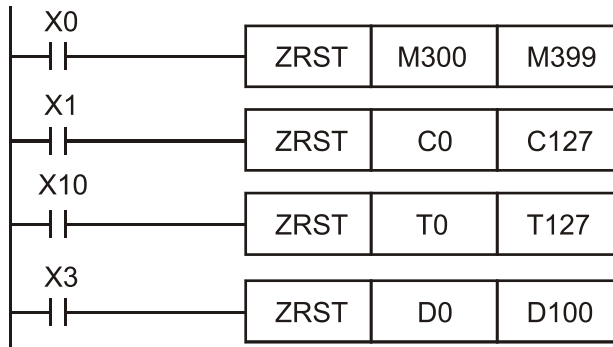 X0
ZRST M300 M399
X1
ZRST C0 C127
X10
ZRST T0 T127
X3
ZRST D0 D100